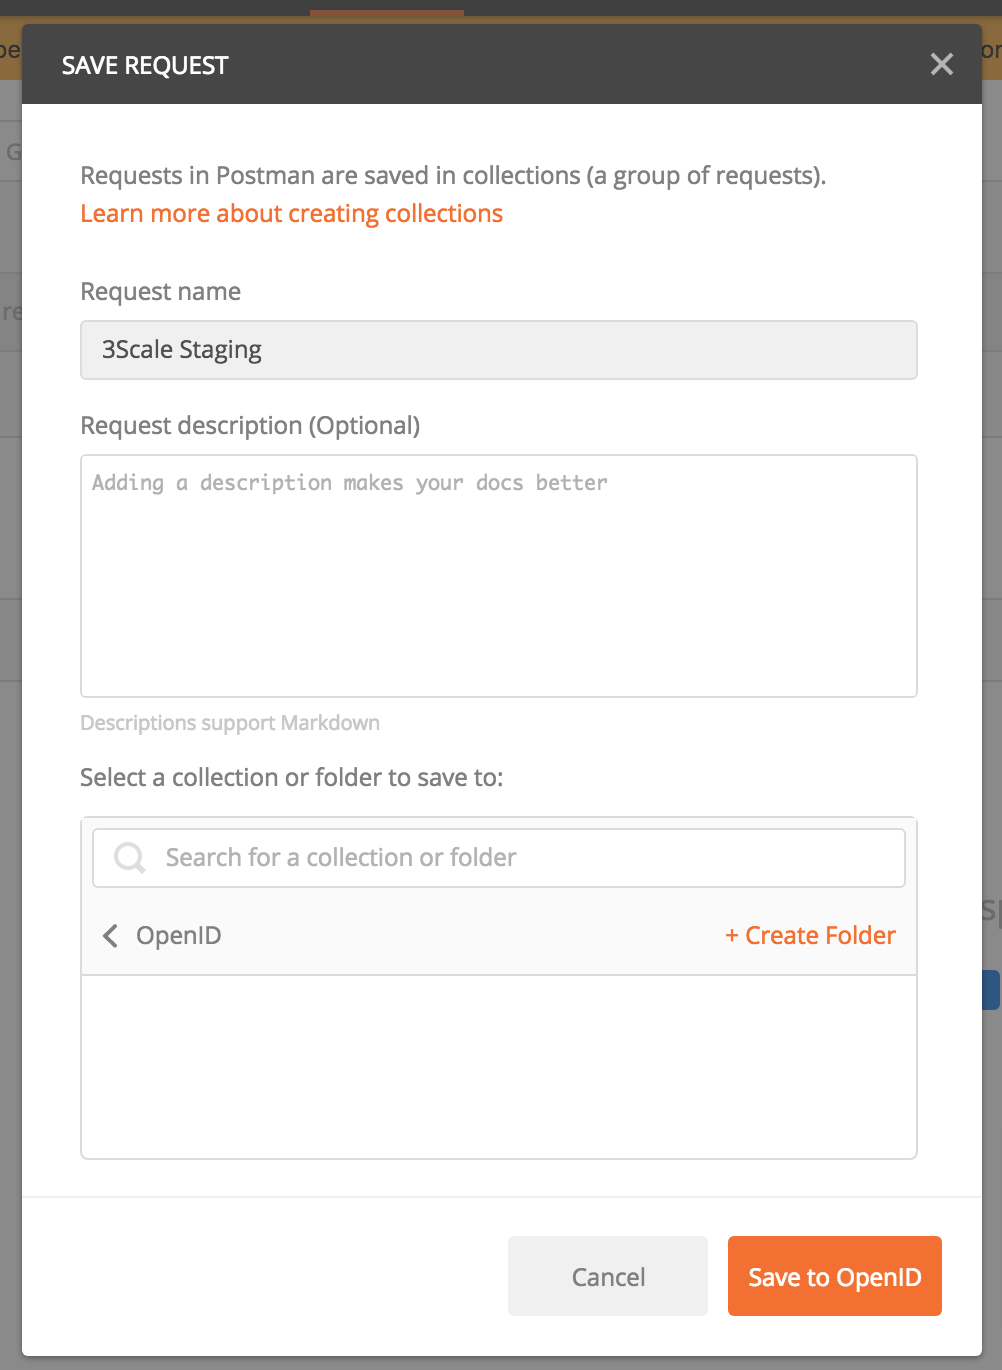 SAVE REQUEST
Requests in Postman are saved in collections (a group of requests).
Learn more about creating collections
Request name
3Scale Staging
Request description (Optional)
Adding a description makes your docs better
Descriptions support Markdown
Select a collection or folder to save to:
Search for a collection or folder
OpenID
+ Create Folder
Cancel
Save to OpenID